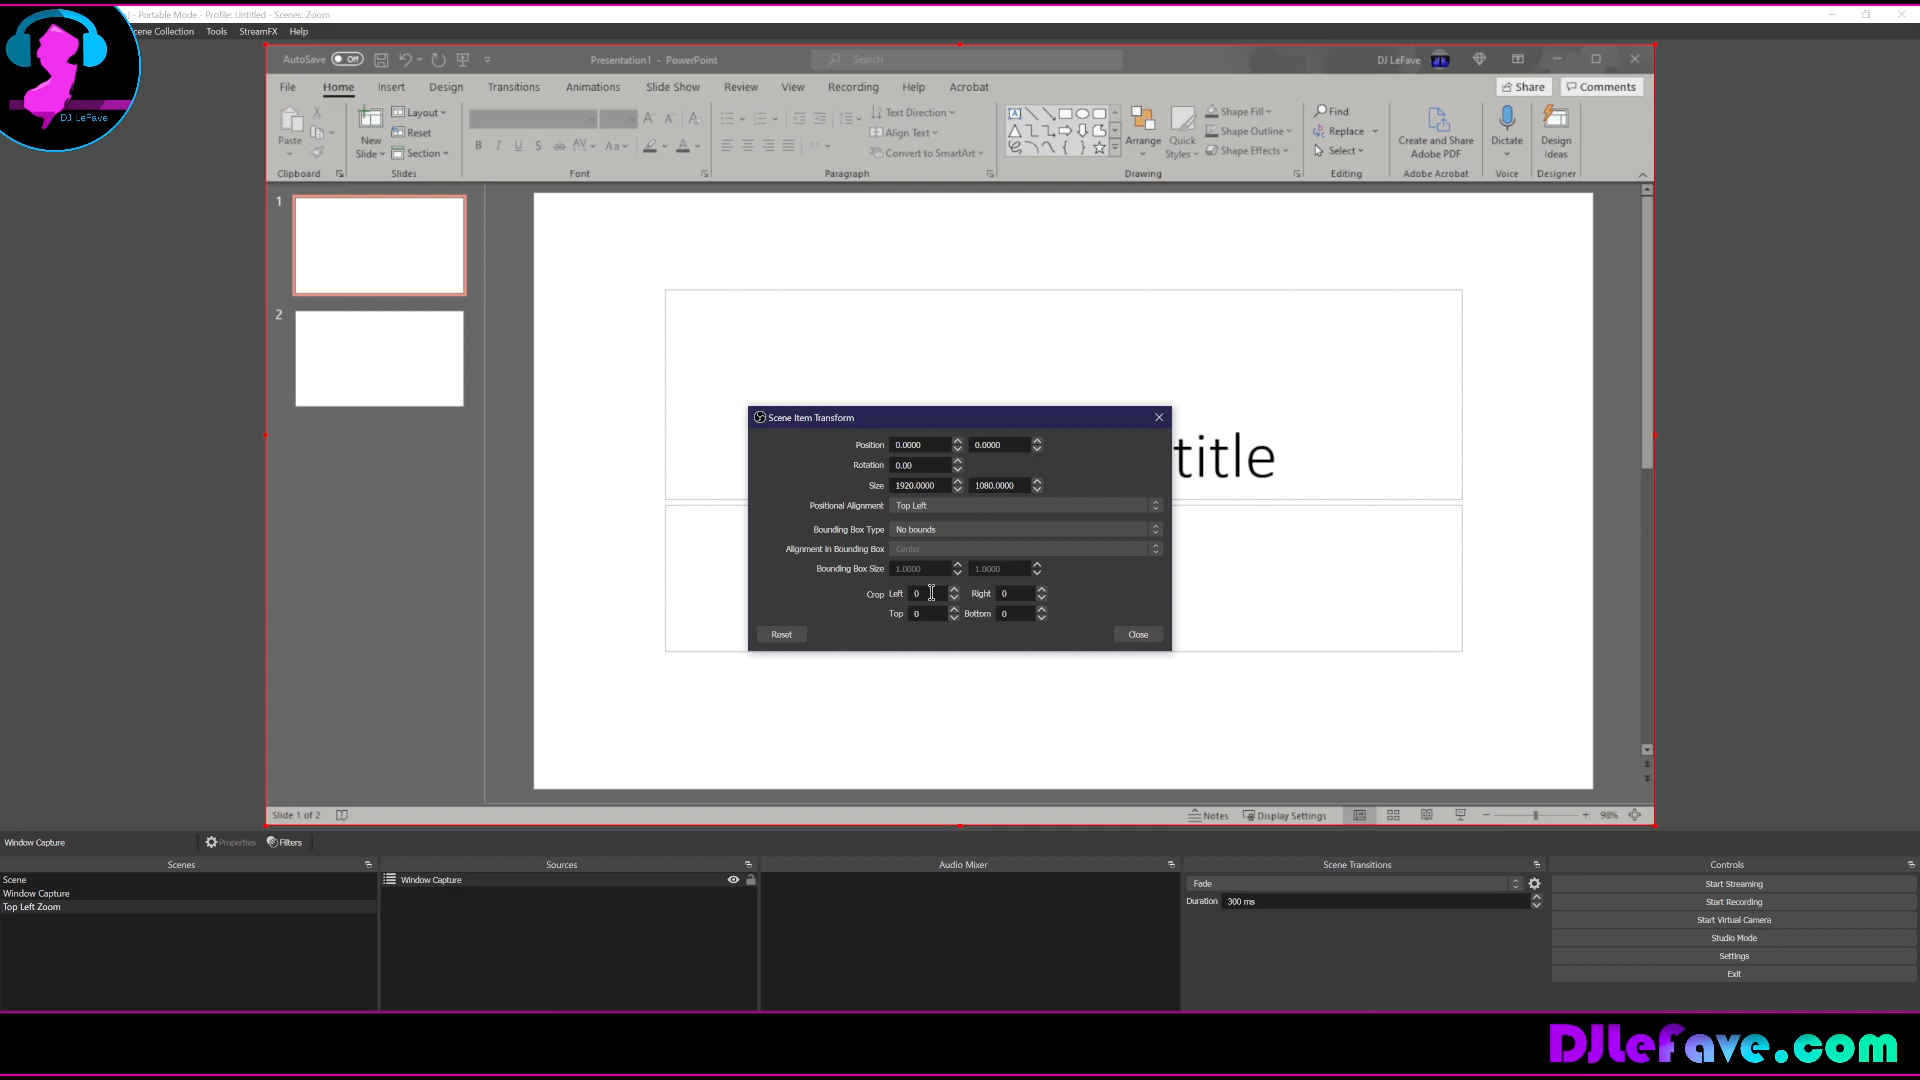 - Portable Mode - Profile: Untitled - Scenes: Zoom
cene Collection Tools StreamFX Help
DJ LeFave
AutoSave Off Presentation1 - PowerPoint Search DJ LeFave
File Home Insert Design Transitions Animations Slide Show Review View Recording Help Acrobat Share Comments
Paste New Slide Layout Reset Section
B I U S ab AV Aa A
Text Direction Align Text Convert to SmartArt
Arrange Quick Styles Shape Fill Shape Outline Shape Effects
Find Replace Select
Create and Share Adobe PDF Dictate Design Ideas
Clipboard Slides Font Paragraph Drawing Editing Adobe Acrobat Voice Designer
1
2
title
Scene Item Transform
Position 0.0000 0.0000
Rotation 0.00
Size 1920.0000 1080.0000
Positional Alignment Top Left
Bounding Box Type No bounds
Alignment in Bounding Box Center
Bounding Box Size 1.0000 1.0000
Crop Left 0 Right 0
Top 0 Bottom 0
Reset Close
Slide 1 of 2 Notes Display Settings 98%
Window Capture Properties Filters
Scenes Sources Audio Mixer Scene Transitions Controls
Scene
Window Capture
Top Left Zoom
Window Capture
Fade
Duration 300 ms
Start Streaming
Start Recording
Start Virtual Camera
Studio Mode
Settings
Exit
DJLeFave.com